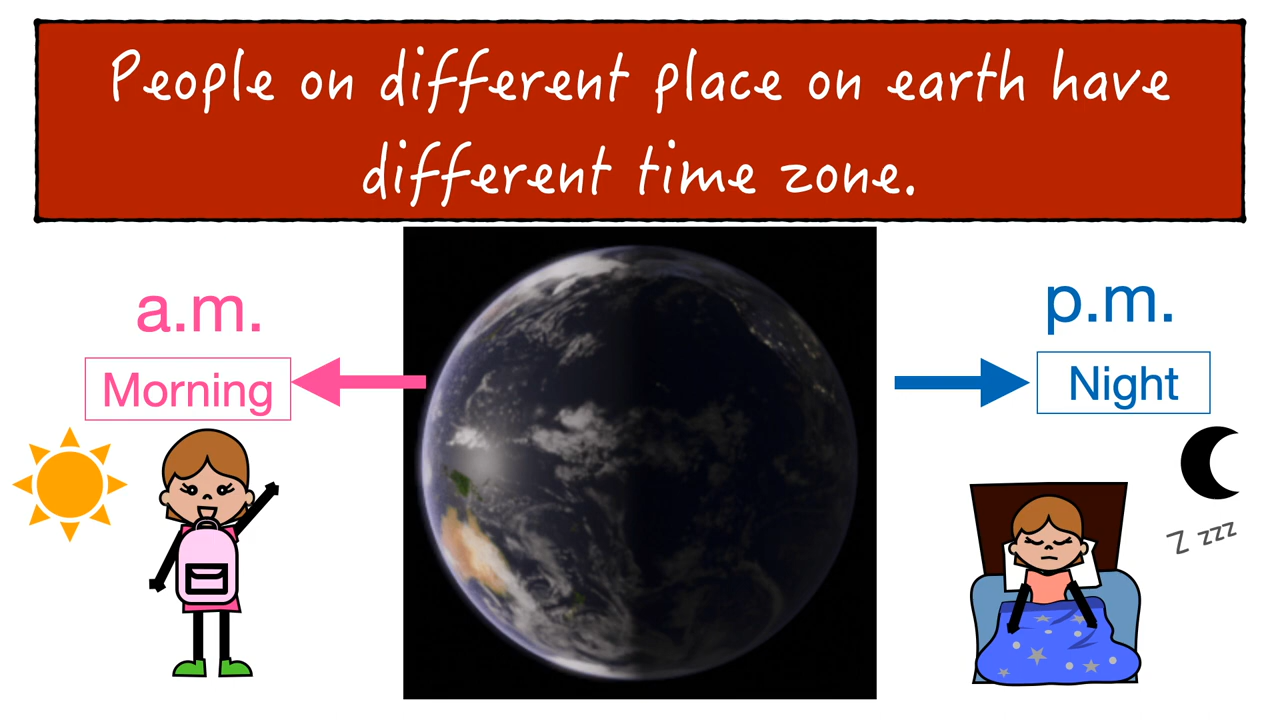 People on different place on earth have
different time zone.
a.m.
p.m.
Morning
Night
Z zzz